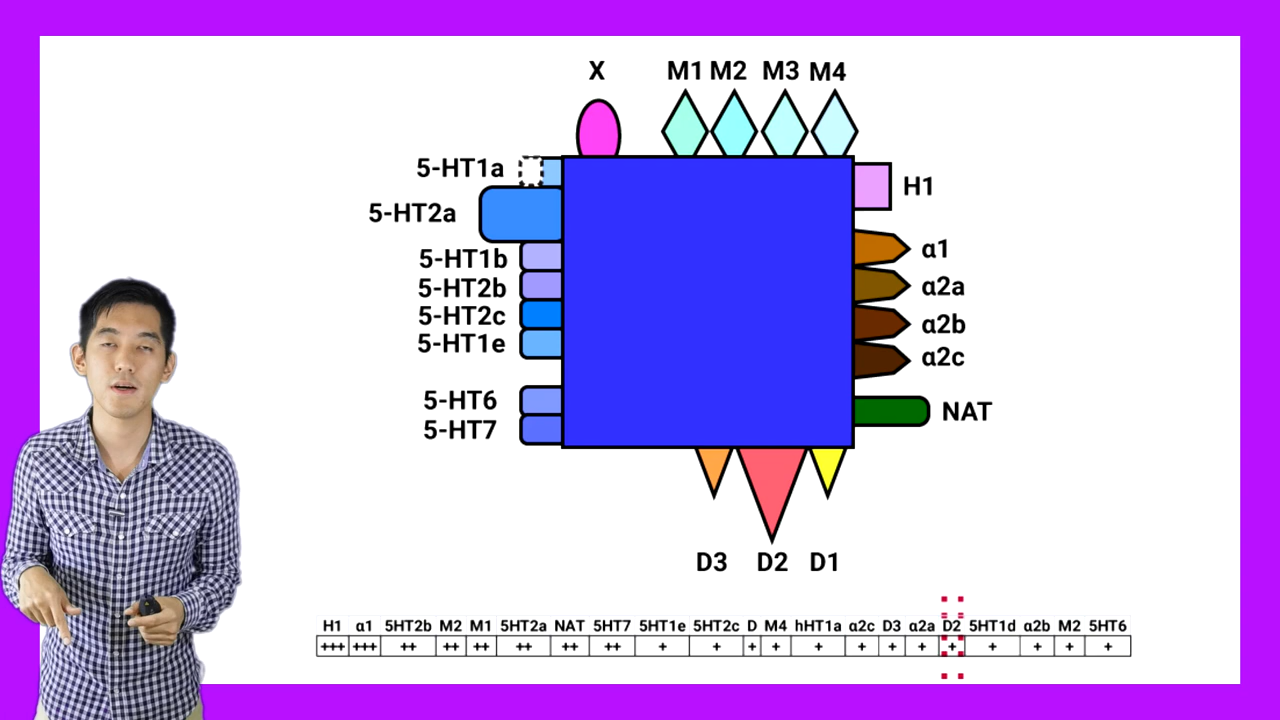 X M1 M2 M3 M4
5-HT1a
H1
5-HT2a
α1
5-HT1b
5-HT2b
α2a
5-HT2c
α2b
5-HT1e
α2c
5-HT6
NAT
5-HT7
D3 D2 D1
H1 α1 5HT2b M2 M1 5HT2a NAT 5HT7 5HT1e 5HT2c D M4 hHT1a α2c D3 α2a D2 5HT1d α2b M2 5HT6
+++ +++ ++ ++ ++ ++ ++ ++ + + + + + + + + + + + + +